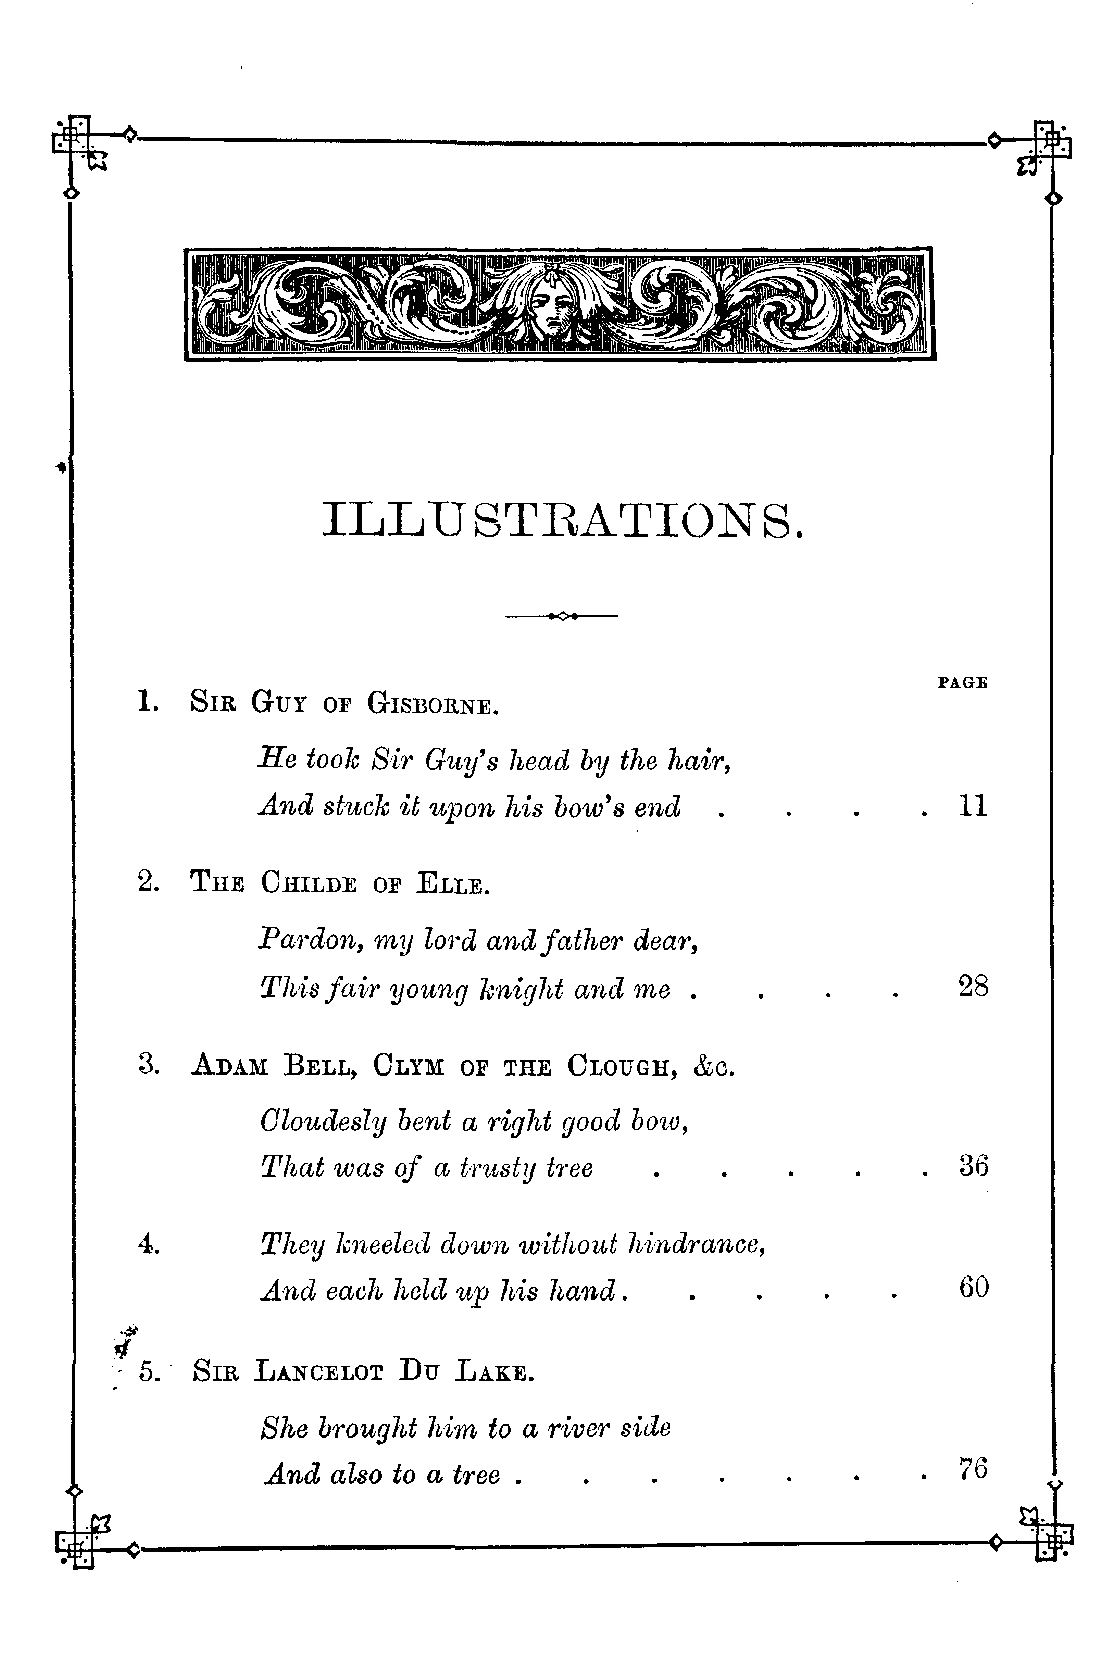 ILLUSTRATIONS.
PAGE
1. SIR GUY OF GISBORNE.
He took Sir Guy's head by the hair,
And stuck it upon his bow's end . . . . 11
2. THE CHILDE OF ELLE.
Pardon, my lord and father dear,
This fair young knight and me . . . . 28
3. ADAM BELL, CLYM OF THE CLOUGH, &C.
Cloudesly bent a right good bow,
That was of a trusty tree . . . . . 36
4. They kneeled down without hindrance,
And each held up his hand . . . . . 60
5. SIR LANCELOT DU LAKE.
She brought him to a river side
And also to a tree . . . . . . . 76